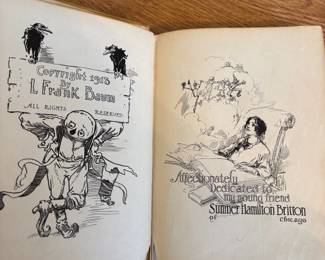 Copyright 1913
By
L Frank Baum
ALL RIGHTS RESERVED
Affectionately
Dedicated to
my young friend
Sumner Hamilton Britton
of
Chicago